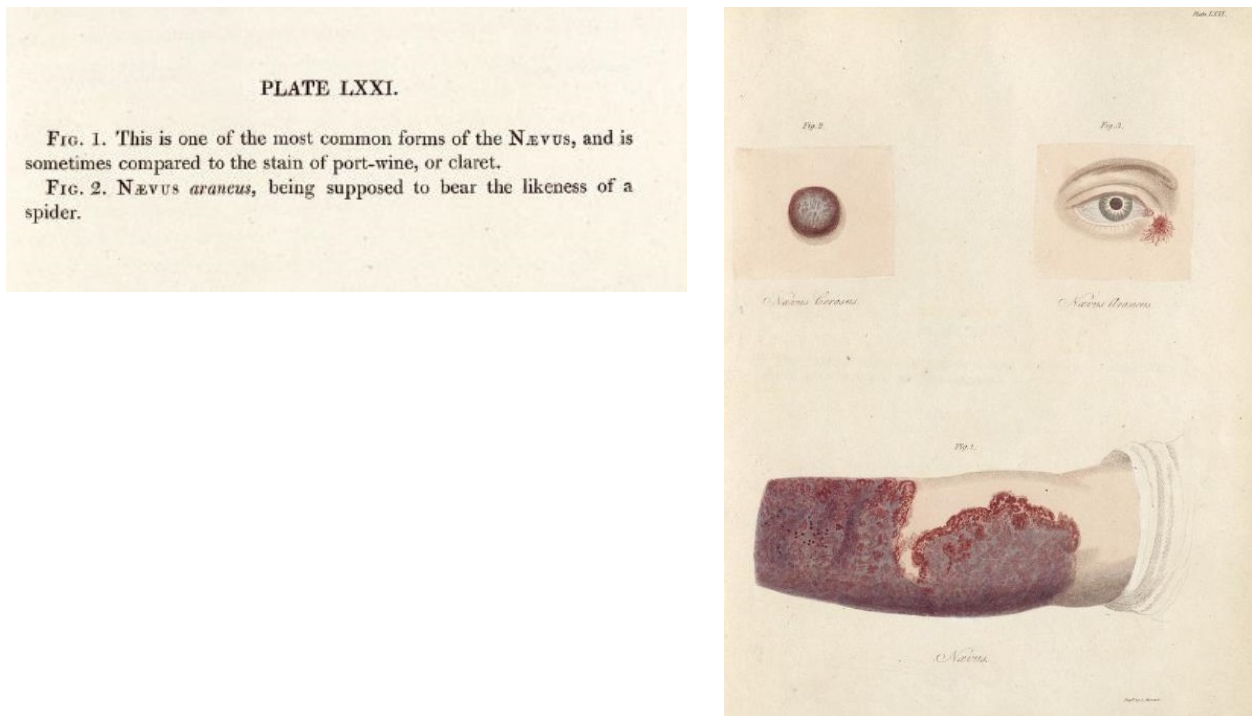 PLATE LXXI.
FIG. 1. This is one of the most common forms of the NÆVUS, and is
sometimes compared to the stain of port-wine, or claret.
FIG. 2. NÆVUS araneus, being supposed to bear the likeness of a
spider.
Plate LXXI.
Fig. 2.
Fig. 3.
Nævus Cerasus.
Nævus Araneus
Fig. 1.
Nævus.